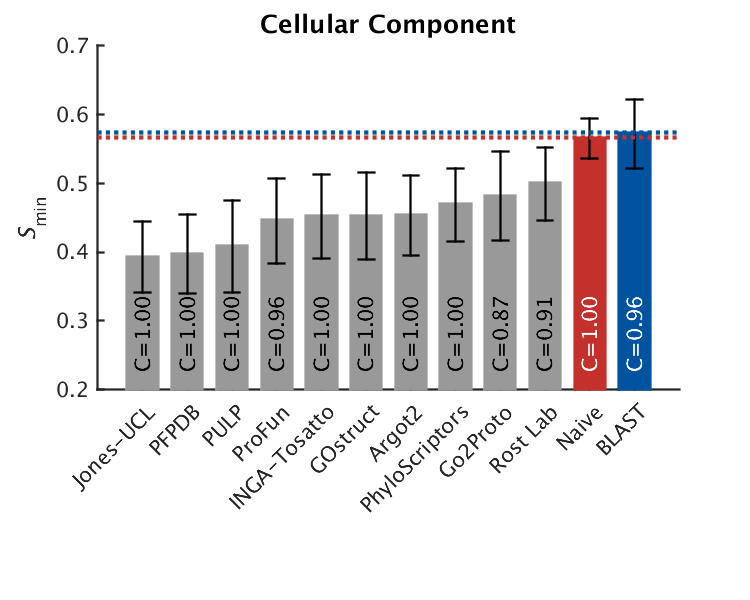 Cellular Component
0.7
0.6
0.5
0.4
0.3
0.2
Smin
C=1.00
C=1.00
C=1.00
C=0.96
C=1.00
C=1.00
C=1.00
C=1.00
C=0.87
C=0.91
C=1.00
C=0.96
Jones-UCL
PFPDB
PULP
ProFun
INGA-Tosatto
GOstruct
Argot2
PhyloScriptors
Go2Proto
Rost Lab
Naive
BLAST